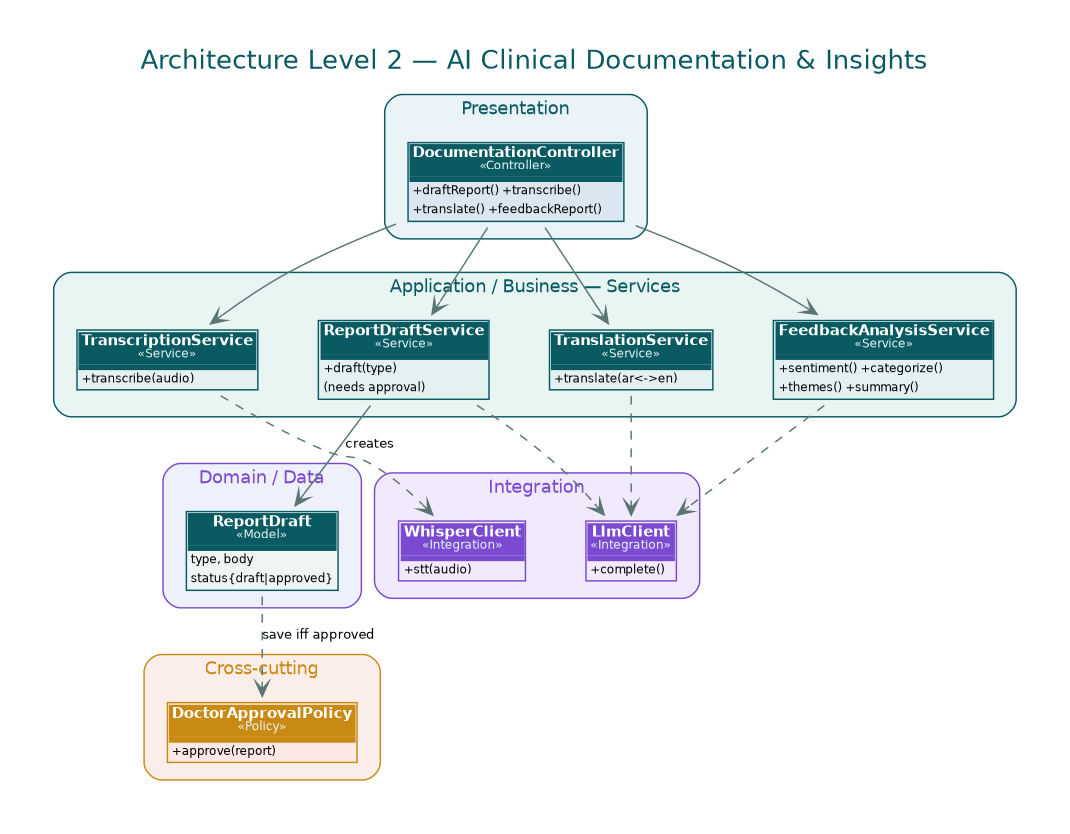 Architecture Level 2 — AI Clinical Documentation & Insights
Presentation
DocumentationController
«Controller»
+draftReport() +transcribe()
+translate() +feedbackReport()
Application / Business — Services
TranscriptionService
«Service»
+transcribe(audio)
ReportDraftService
«Service»
+draft(type)
(needs approval)
TranslationService
«Service»
+translate(ar<->en)
FeedbackAnalysisService
«Service»
+sentiment() +categorize()
+themes() +summary()
creates
Domain / Data
ReportDraft
«Model»
type, body
status{draft|approved}
Integration
WhisperClient
«Integration»
+stt(audio)
LlmClient
«Integration»
+complete()
save iff approved
Cross-cutting
DoctorApprovalPolicy
«Policy»
+approve(report)